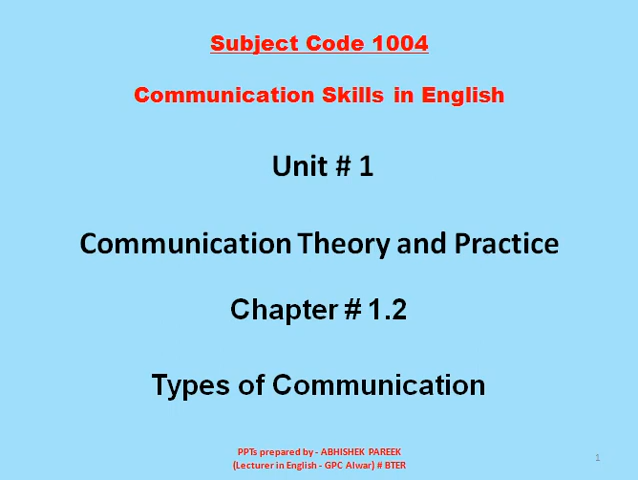 Subject Code 1004
Communication Skills in English
Unit # 1
Communication Theory and Practice
Chapter # 1.2
Types of Communication
PPTs prepared by - ABHISHEK PAREEK
(Lecturer in English - GPC Alwar) # BTER
1